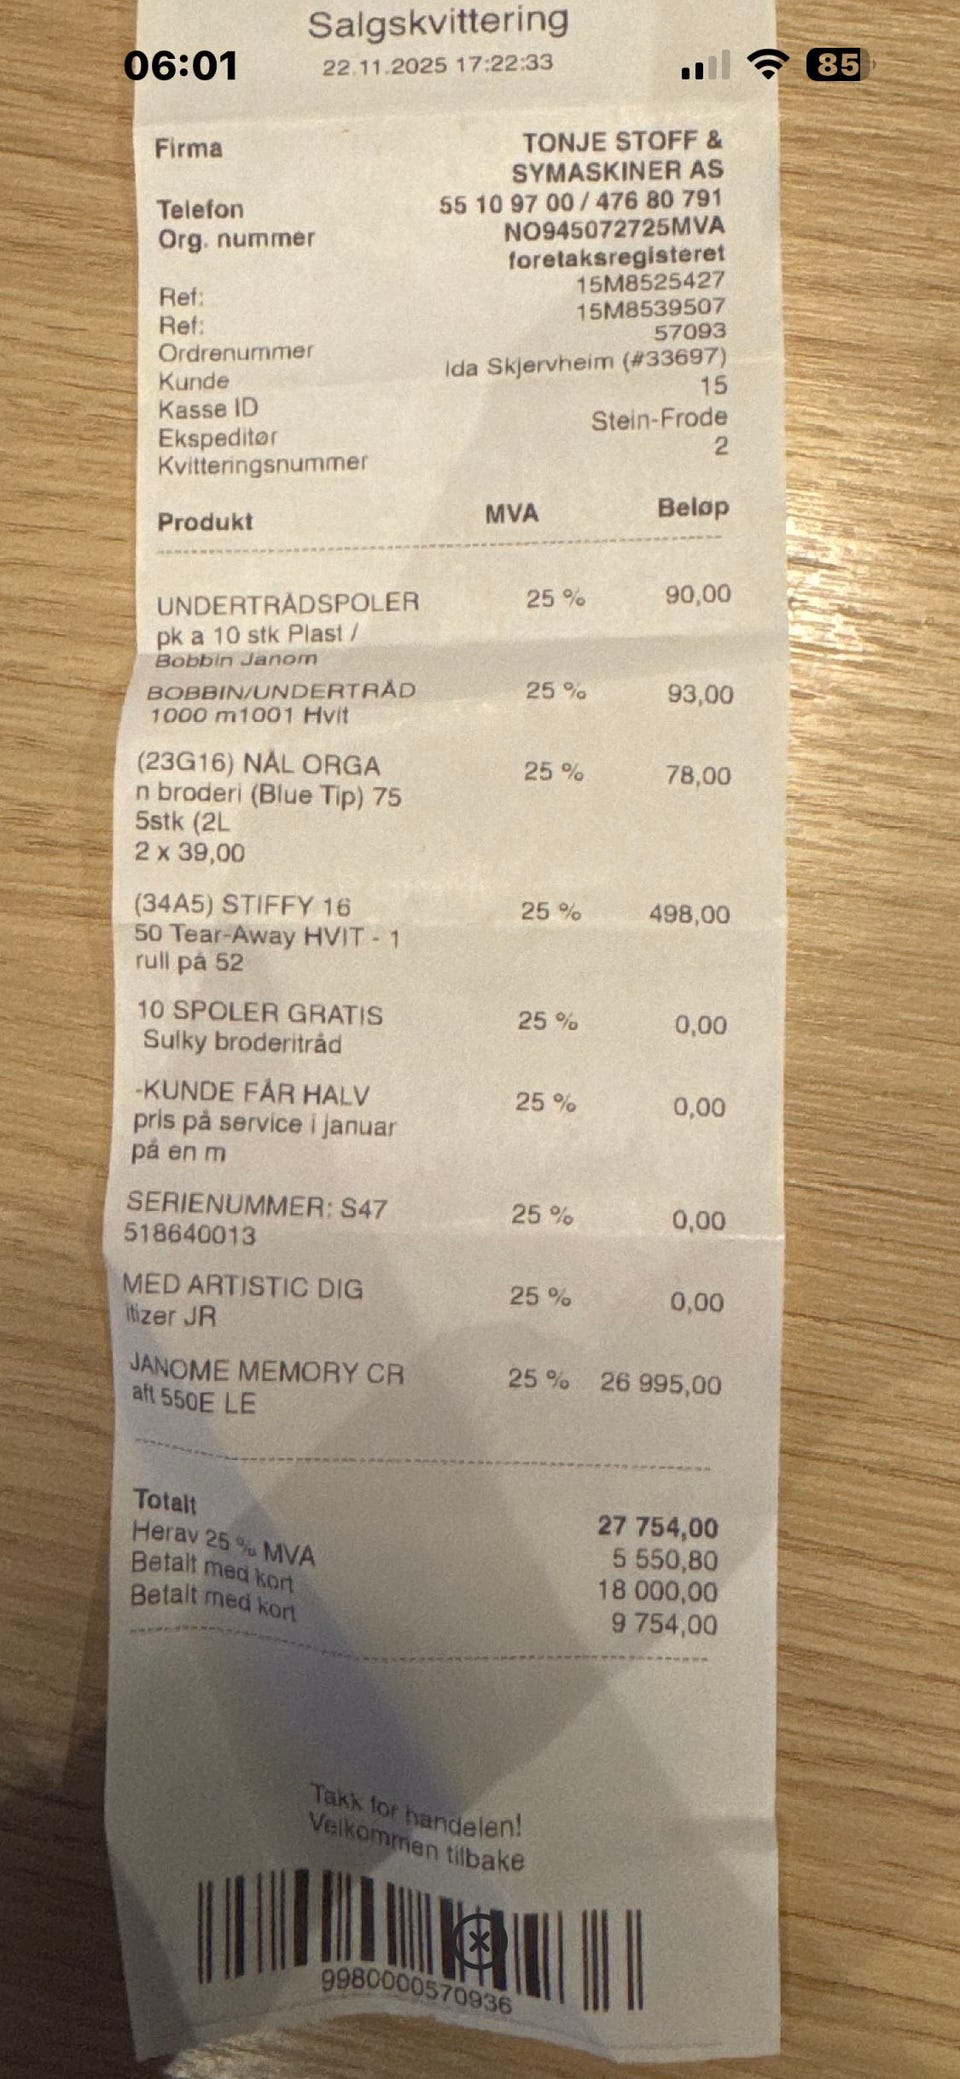 Salgskvittering
06:01
85
22.11.2025 17:22:33
Firma TONJE STOFF &
SYMASKINER AS
Telefon 55 10 97 00 / 476 80 791
Org. nummer NO945072725MVA
foretaksregisteret
Ref: 15M8525427
Ref: 15M8539507
Ordrenummer 57093
Kunde Ida Skjervheim (#33697)
Kasse ID 15
Ekspeditør Stein-Frode
Kvitteringsnummer 2
Produkt MVA Beløp
UNDERTRÅDSPOLER 25 % 90,00
pk a 10 stk Plast /
Bobbin Janom
BOBBIN/UNDERTRÅD 25 % 93,00
1000 m1001 Hvit
(23G16) NÅL ORGA 25 % 78,00
n broderi (Blue Tip) 75
5stk (2L
2 x 39,00
(34A5) STIFFY 16 25 % 498,00
50 Tear-Away HVIT - 1
rull på 52
10 SPOLER GRATIS 25 % 0,00
Sulky broderitråd
-KUNDE FÅR HALV 25 % 0,00
pris på service i januar
på en m
SERIENUMMER: S47 25 % 0,00
518640013
MED ARTISTIC DIG 25 % 0,00
itizer JR
JANOME MEMORY CR 25 % 26 995,00
aft 550E LE
Totalt 27 754,00
Herav 25 % MVA 5 550,80
Betalt med kort 18 000,00
Betalt med kort 9 754,00
Takk for handelen!
Velkommen tilbake
9980000570936